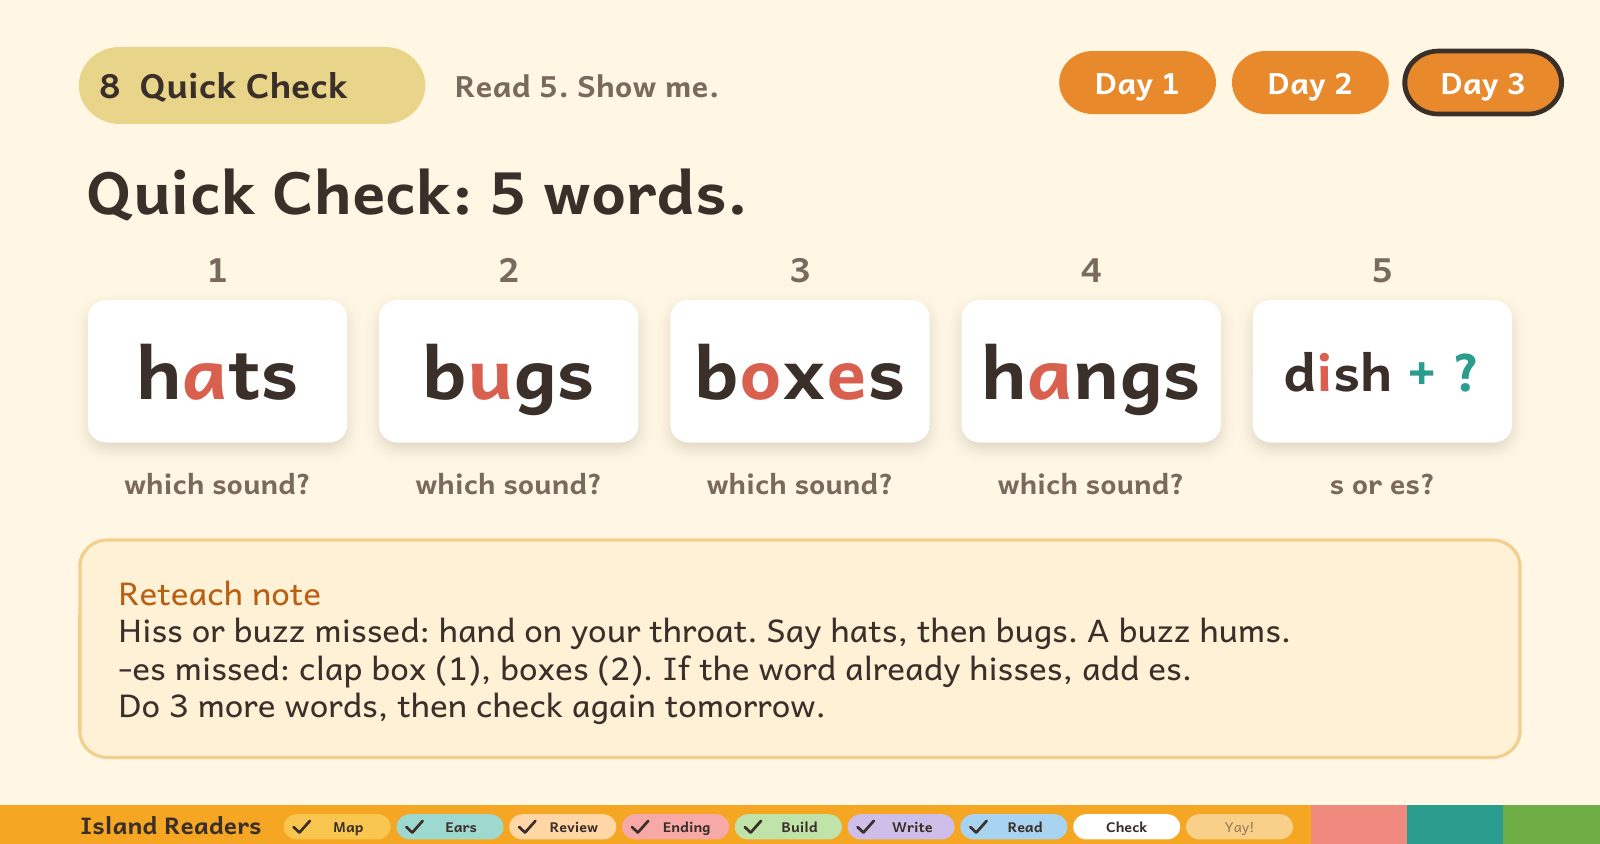 8 Quick Check
Read 5. Show me.
Day 1
Day 2
Day 3
Quick Check: 5 words.
1
2
3
4
5
hats
bugs
boxes
hangs
dish + ?
which sound?
which sound?
which sound?
which sound?
s or es?
Reteach note
Hiss or buzz missed: hand on your throat. Say hats, then bugs. A buzz hums.
-es missed: clap box (1), boxes (2). If the word already hisses, add es.
Do 3 more words, then check again tomorrow.
Island Readers
Map
Ears
Review
Ending
Build
Write
Read
Check
Yay!